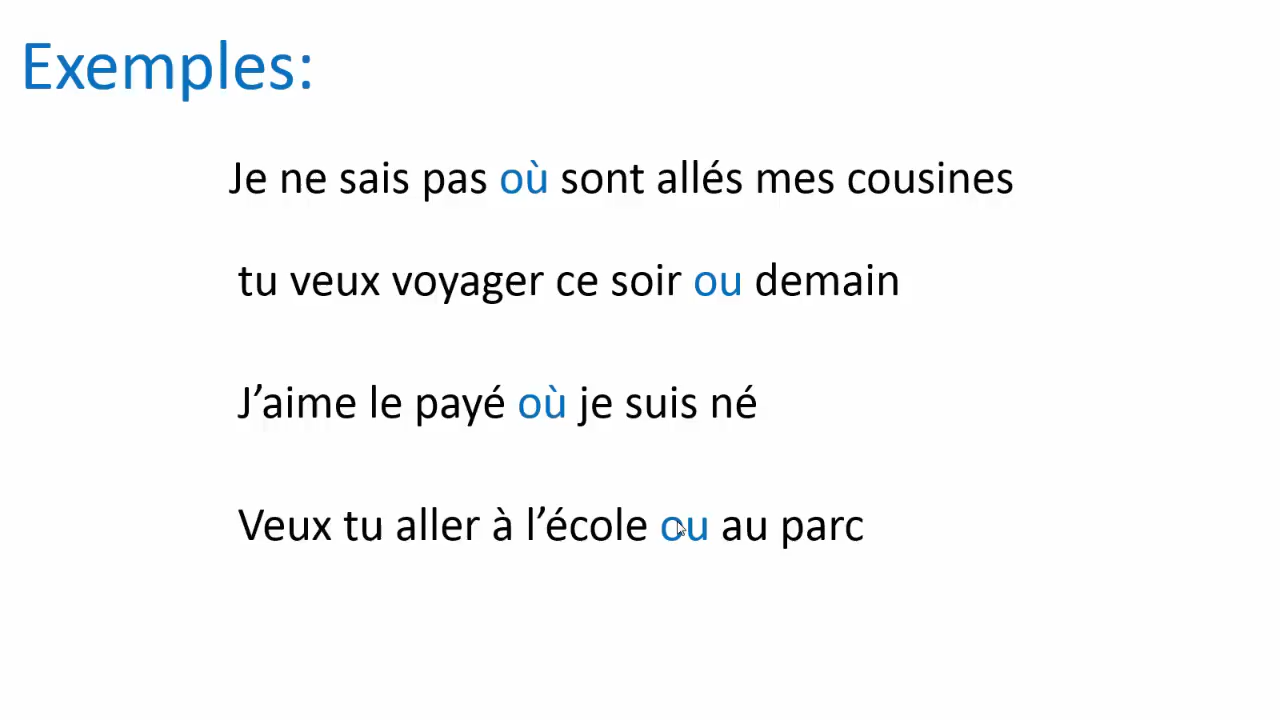 Exemples:
Je ne sais pas où sont allés mes cousines
tu veux voyager ce soir ou demain
J’aime le payé où je suis né
Veux tu aller à l’école ou au parc